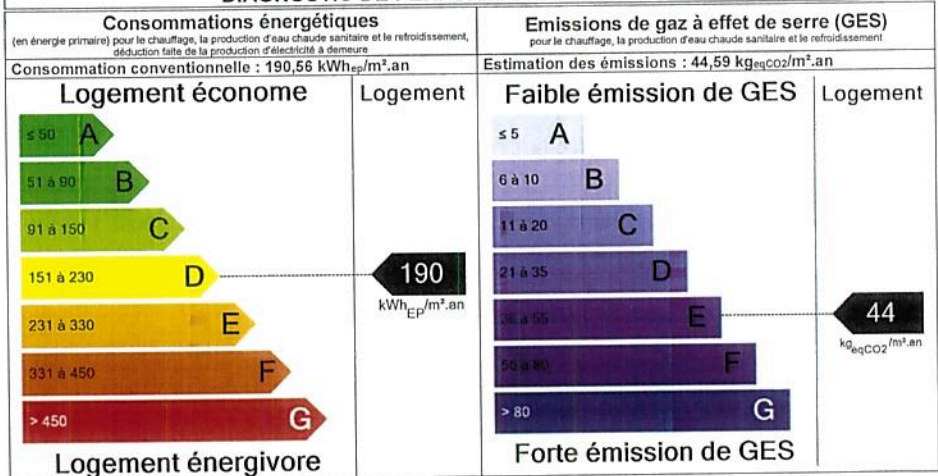 Consommations énergétiques
(en énergie primaire) pour le chauffage, la production d'eau chaude sanitaire et le refroidissement,
déduction faite de la production d'électricité à demeure
Consommation conventionnelle : 190,56 kWhep/m².an
Logement économe
Logement
≤ 50 A
51 à 90 B
91 à 150 C
151 à 230 D
190
kWhEP/m².an
231 à 330 E
331 à 450 F
> 450 G
Logement énergivore
Emissions de gaz à effet de serre (GES)
pour le chauffage, la production d'eau chaude sanitaire et le refroidissement
Estimation des émissions : 44,59 kgeqCO2/m².an
Faible émission de GES
Logement
≤ 5 A
6 à 10 B
11 à 20 C
21 à 35 D
36 à 55 E
44
kgeqCO2/m².an
56 à 80 F
> 80 G
Forte émission de GES